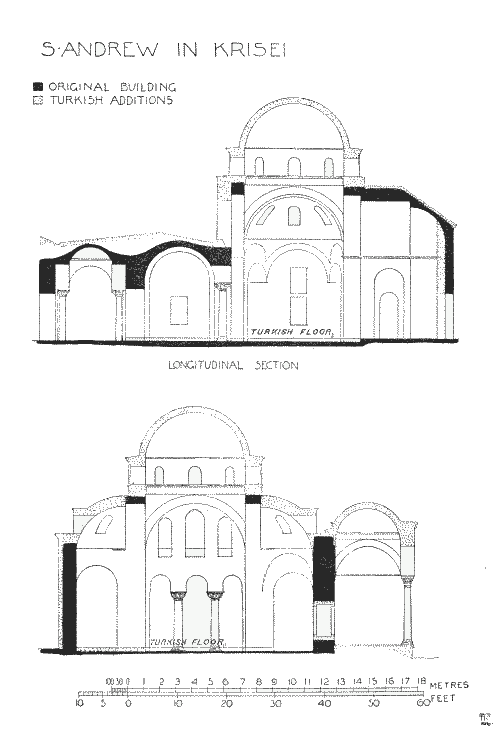 S·ANDREW IN KRISEI
ORIGINAL BUILDING
TURKISH ADDITIONS
TURKISH FLOOR.
LONGITUDINAL SECTION
TURKISH FLOOR.
100 50 0 1 2 3 4 5 6 7 8 9 10 11 12 13 14 15 16 17 18 METRES
10 5 0 10 20 30 40 50 60 FEET